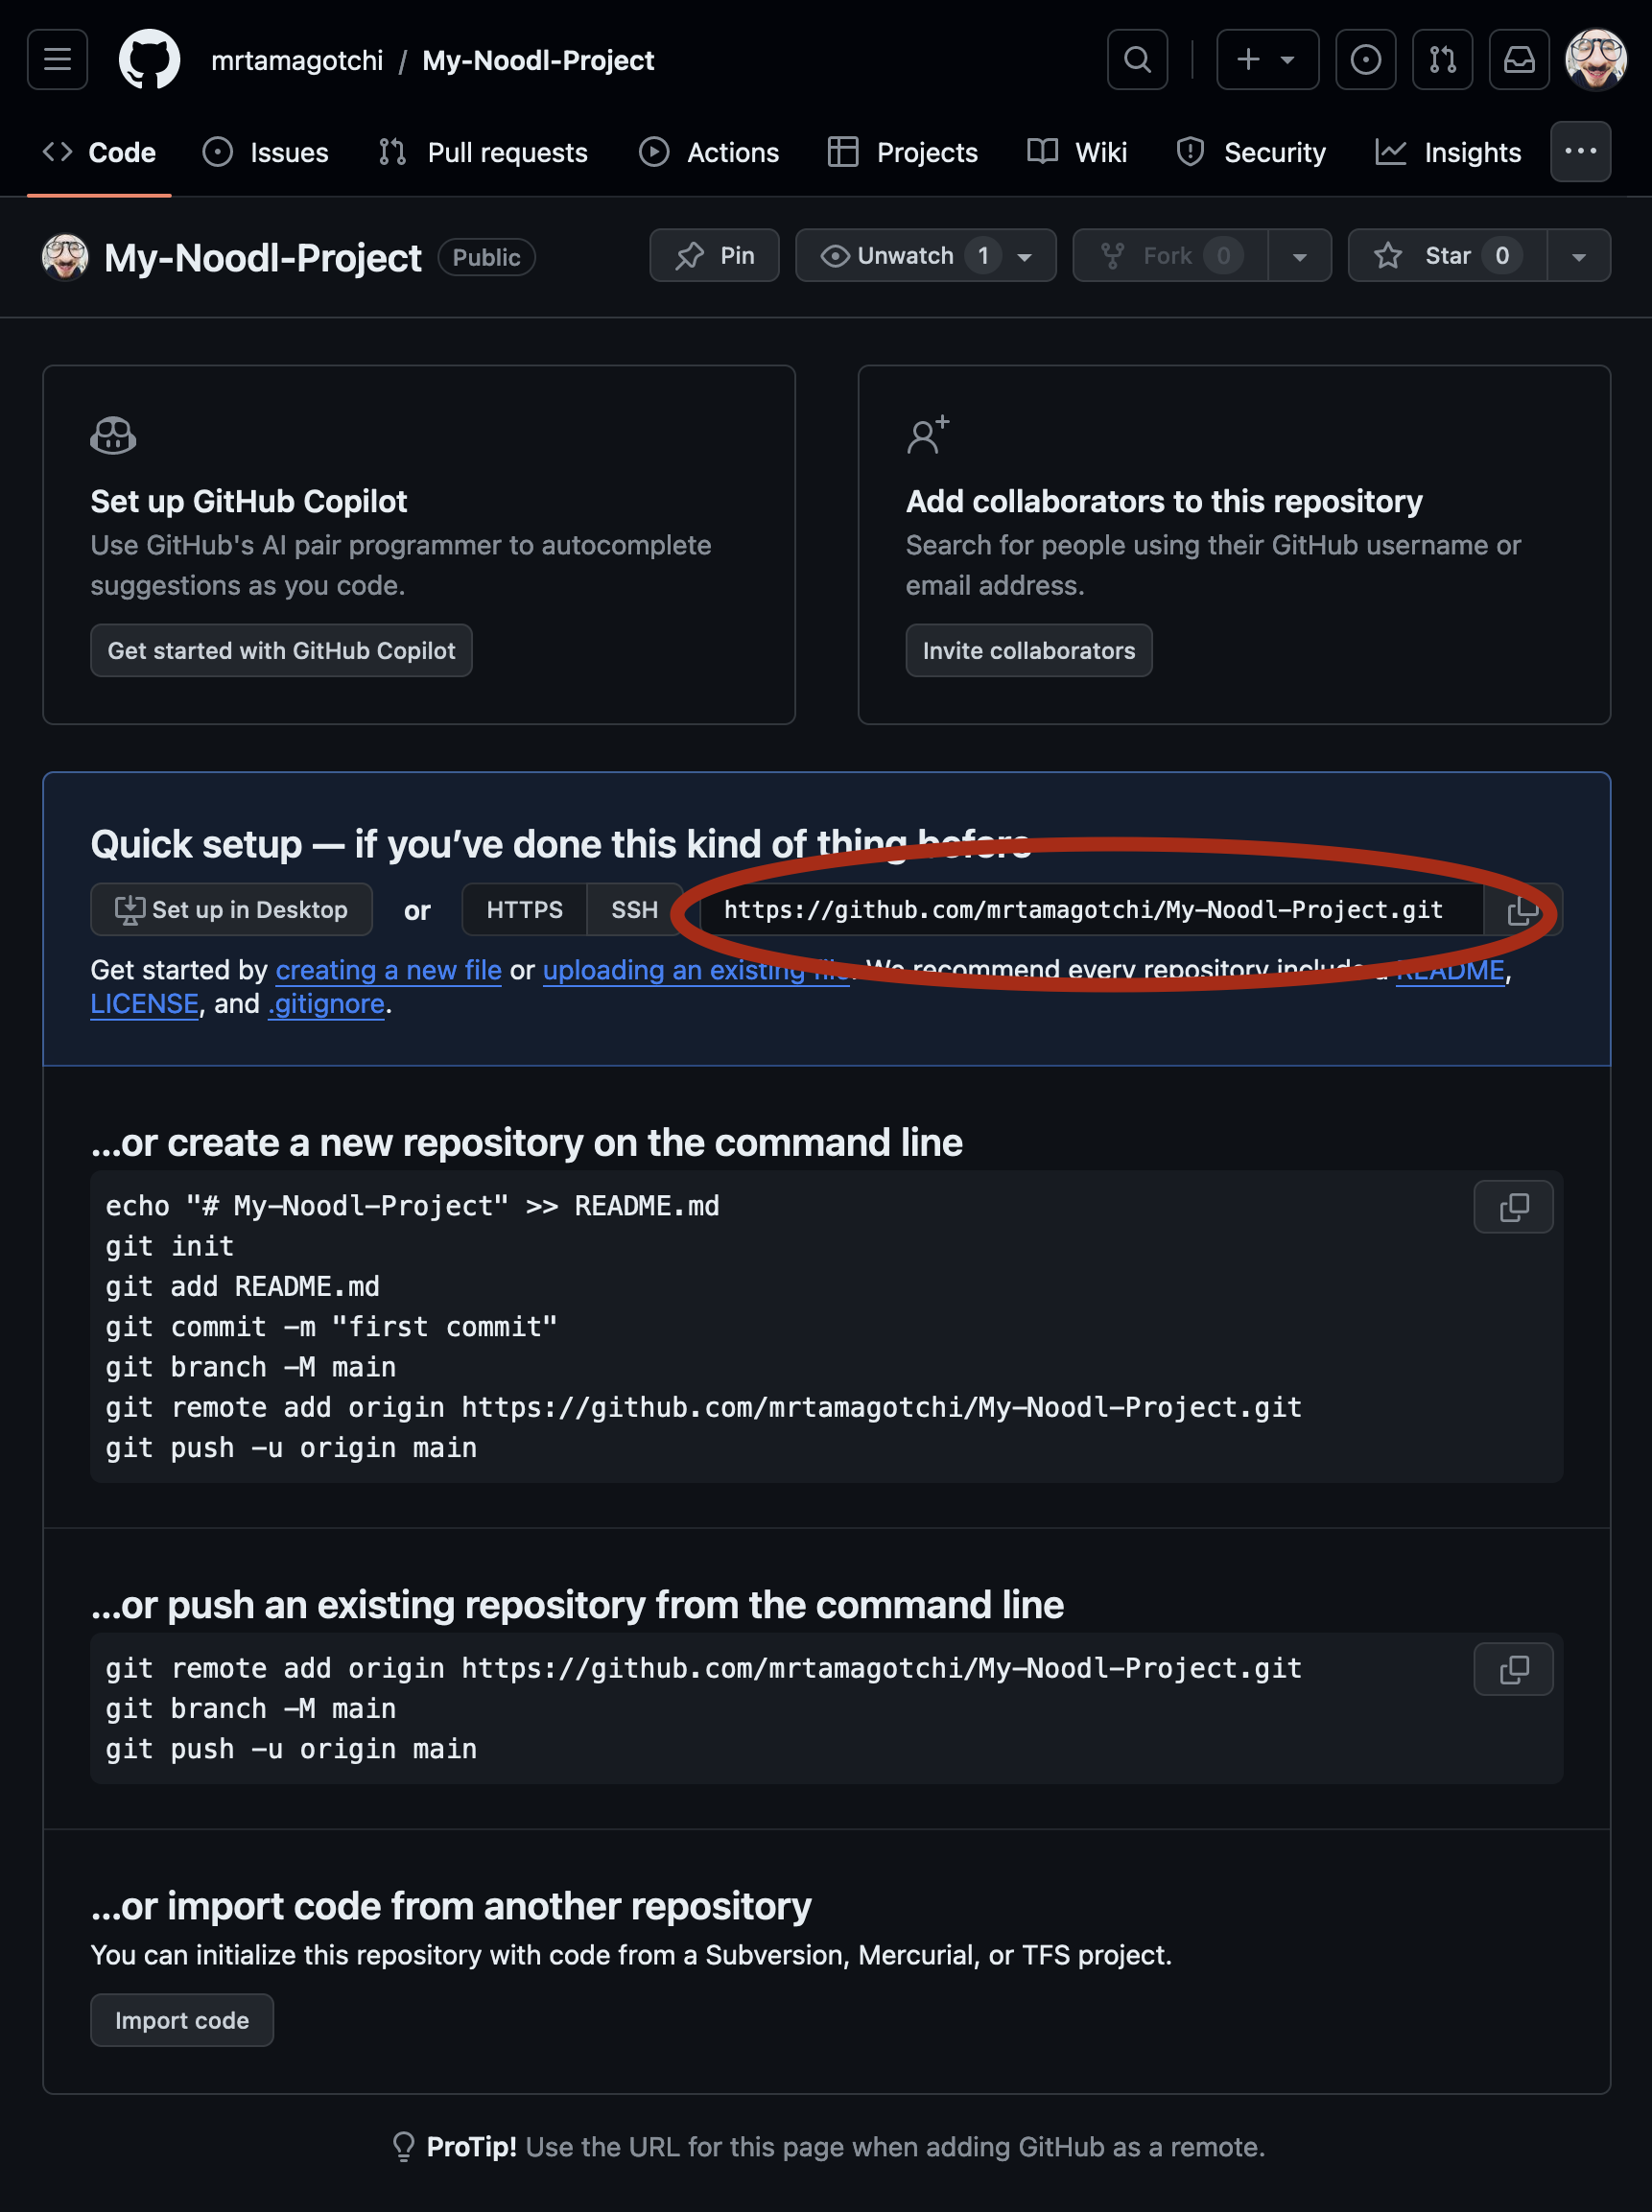 mrtamagotchi / My-Noodl-Project
Code Issues Pull requests Actions Projects Wiki Security Insights
My-Noodl-Project Public Pin Unwatch 1 Fork 0 Star 0
Set up GitHub Copilot
Use GitHub's AI pair programmer to autocomplete
suggestions as you code.
Get started with GitHub Copilot
Add collaborators to this repository
Search for people using their GitHub username or
email address.
Invite collaborators
Quick setup — if you’ve done this kind of thing before
Set up in Desktop or HTTPS SSH https://github.com/mrtamagotchi/My-Noodl-Project.git
Get started by creating a new file or uploading an existing file. We recommend every repository include a README,
LICENSE, and .gitignore.
…or create a new repository on the command line
echo "# My-Noodl-Project" >> README.md
git init
git add README.md
git commit -m "first commit"
git branch -M main
git remote add origin https://github.com/mrtamagotchi/My-Noodl-Project.git
git push -u origin main
…or push an existing repository from the command line
git remote add origin https://github.com/mrtamagotchi/My-Noodl-Project.git
git branch -M main
git push -u origin main
…or import code from another repository
You can initialize this repository with code from a Subversion, Mercurial, or TFS project.
Import code
ProTip! Use the URL for this page when adding GitHub as a remote.